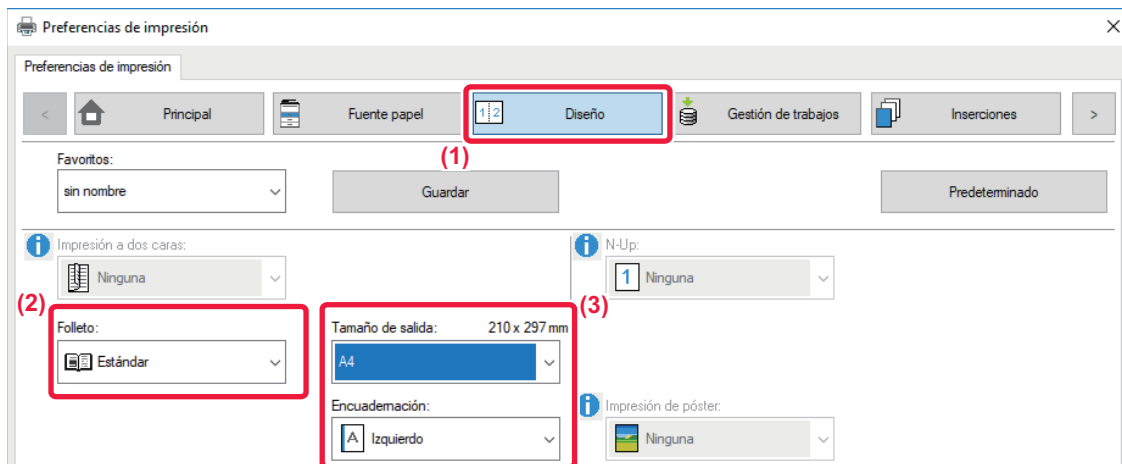 Preferencias de impresión
Preferencias de impresión
< Principal Fuente papel 1 2 Diseño Gestión de trabajos Inserciones >
(1)
Favoritos:
sin nombre Guardar Predeterminado
Impresión a dos caras: N-Up:
Ninguna 1 Ninguna
(2) (3)
Folleto: Tamaño de salida: 210 x 297 mm
Estándar A4
Encuadernación: Impresión de póster:
A Izquierdo Ninguna